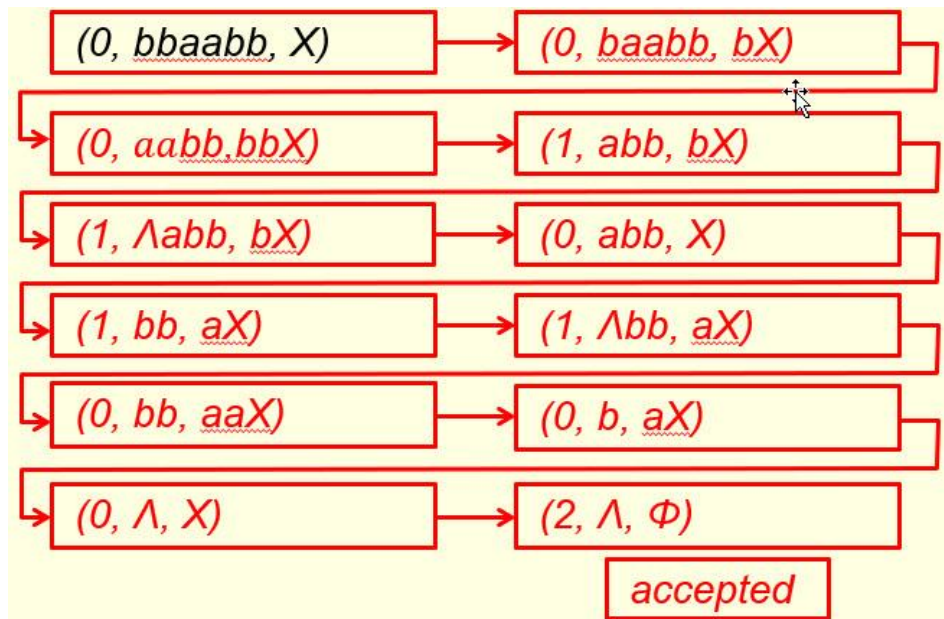 (0, bbaabb, X)
(0, baabb, bX)
(0, aabb,bbX)
(1, abb, bX)
(1, Λabb, bX)
(0, abb, X)
(1, bb, aX)
(1, Λbb, aX)
(0, bb, aaX)
(0, b, aX)
(0, Λ, X)
(2, Λ, Φ)
accepted